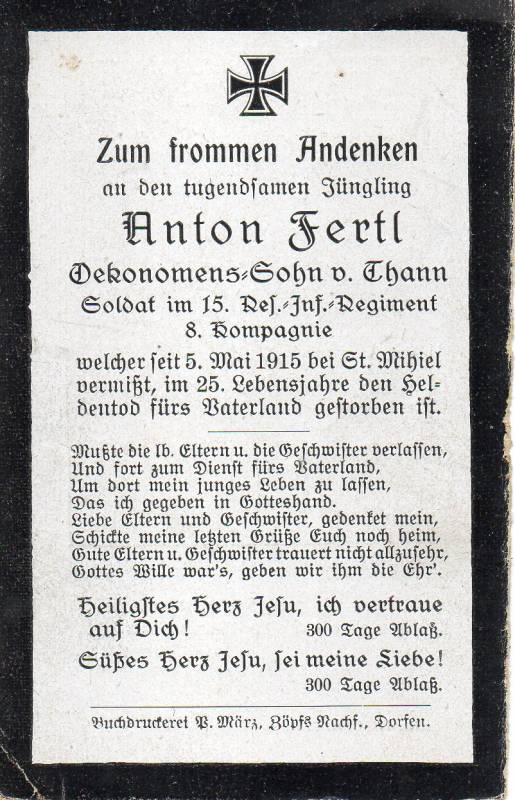 Zum frommen Andenken
an den tugendsamen Jüngling
Anton Fertl
Oekonomens-Sohn v. Thann
Soldat im 15. Res.-Inf.-Regiment
8. Kompagnie
welcher seit 5. Mai 1915 bei St. Mihiel
vermißt, im 25. Lebensjahre den Hel-
dentod fürs Vaterland gestorben ist.
Mußte die lb. Eltern u. die Geschwister verlassen,
Und fort zum Dienst fürs Vaterland,
Um dort mein junges Leben zu lassen,
Das ich gegeben in Gotteshand.
Liebe Eltern und Geschwister, gedenket mein,
Schickte meine letzten Grüße Euch noch heim,
Gute Eltern u. Geschwister trauert nicht allzusehr,
Gottes Wille war's, geben wir ihm die Ehr'.
Heiligstes Herz Jesu, ich vertraue
auf Dich! 300 Tage Ablaß.
Süßes Herz Jesu, sei meine Liebe!
300 Tage Ablaß.
Buchdruckerei P. März, Zöpfs Nachf., Dorfen.